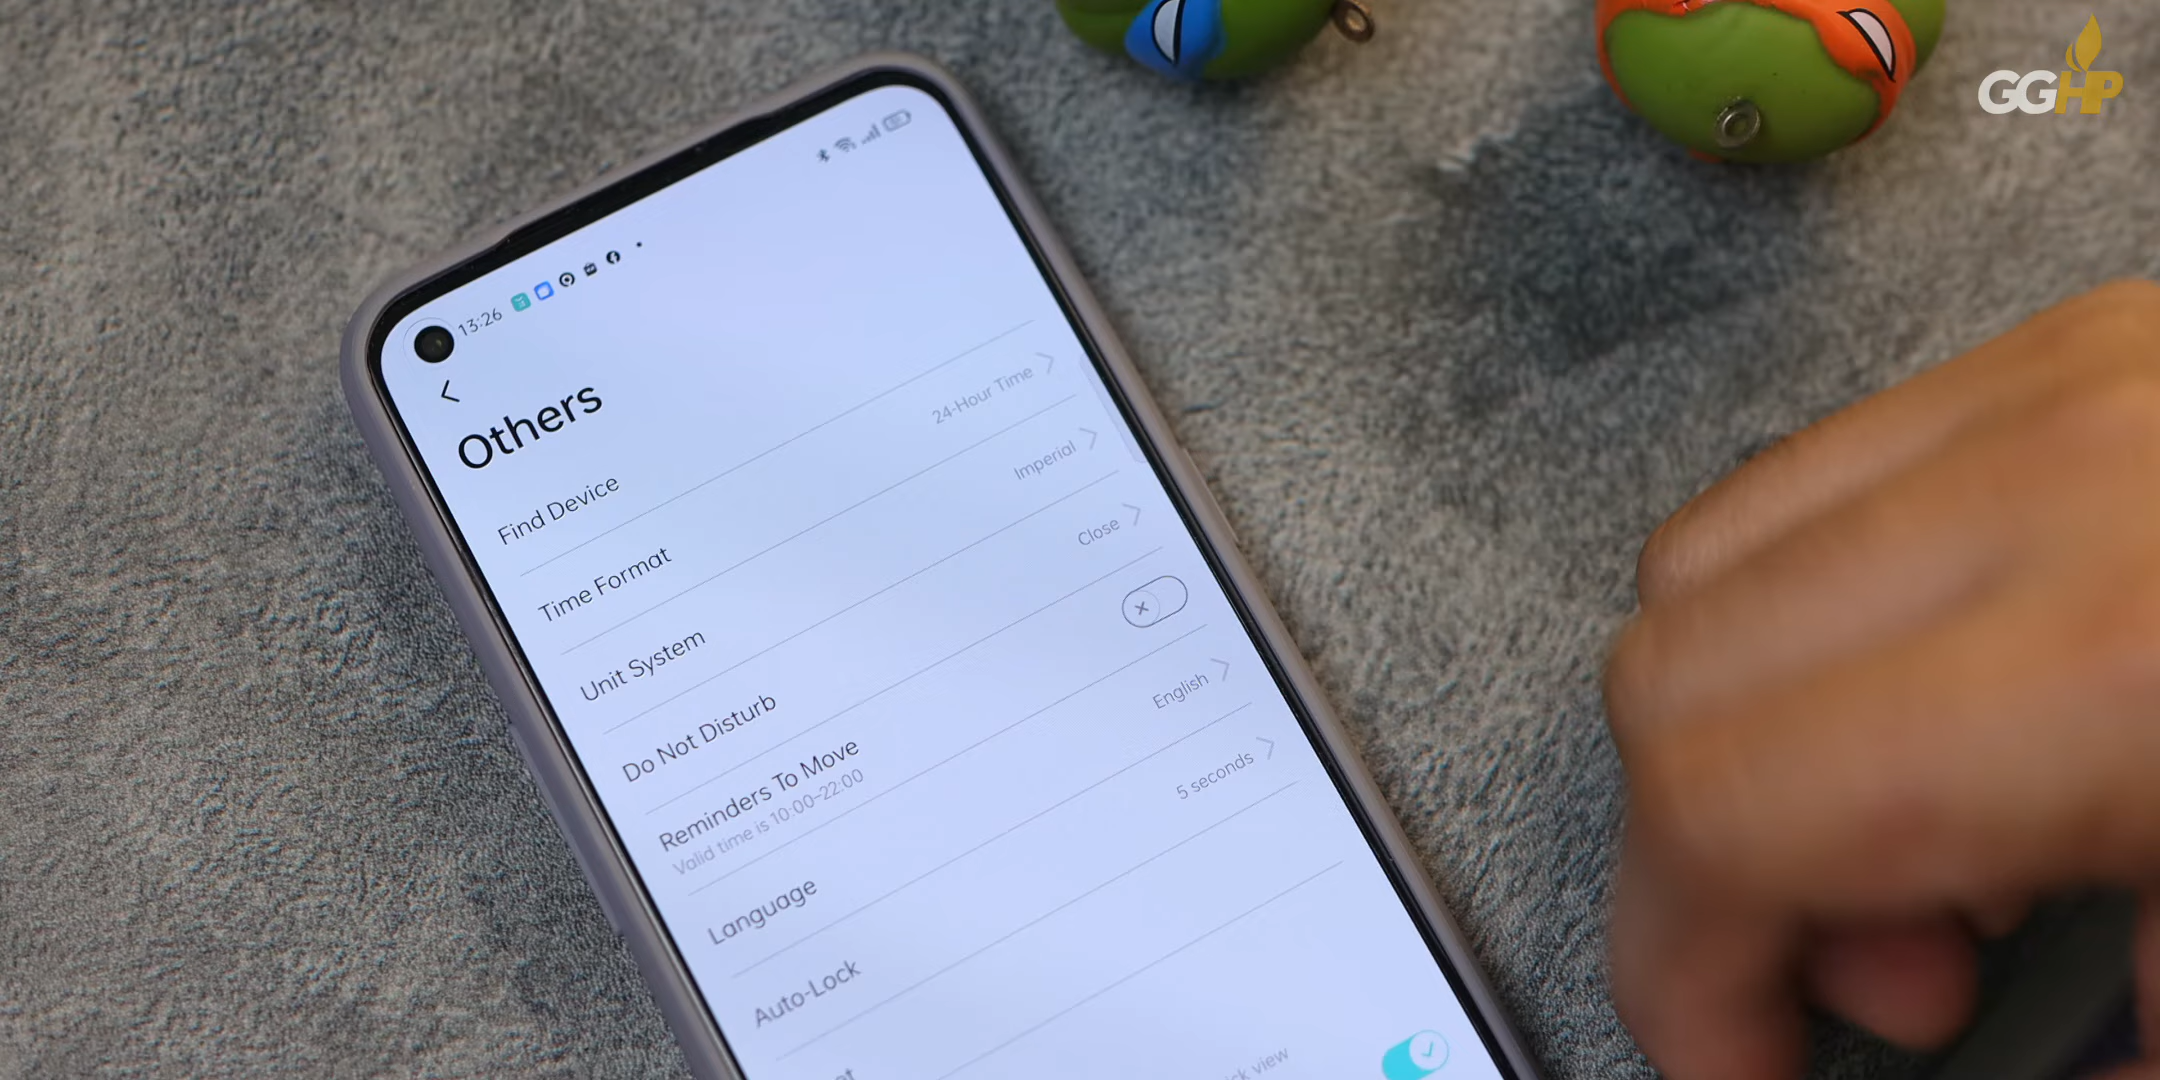 GGHP
13:26
Others
Find Device
Time Format
24-Hour Time
Unit System
Imperial
Do Not Disturb
Close
Reminders To Move
Valid time is 10:00-22:00
Language
English
Auto-Lock
5 seconds
view